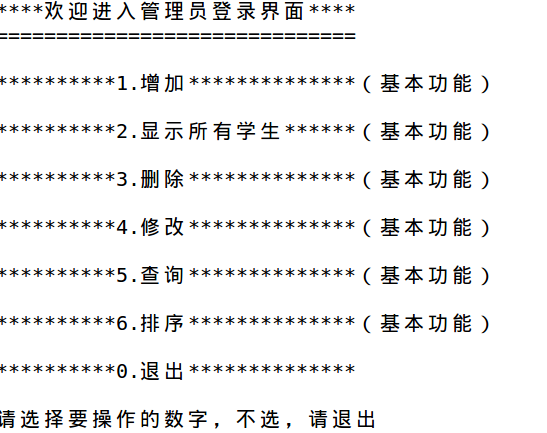 ****欢迎进入管理员登录界面****
==============================
**********1.增加**************（基本功能）
**********2.显示所有学生******（基本功能）
**********3.删除**************（基本功能）
**********4.修改**************（基本功能）
**********5.查询**************（基本功能）
**********6.排序**************（基本功能）
**********0.退出**************
请选择要操作的数字，不选，请退出